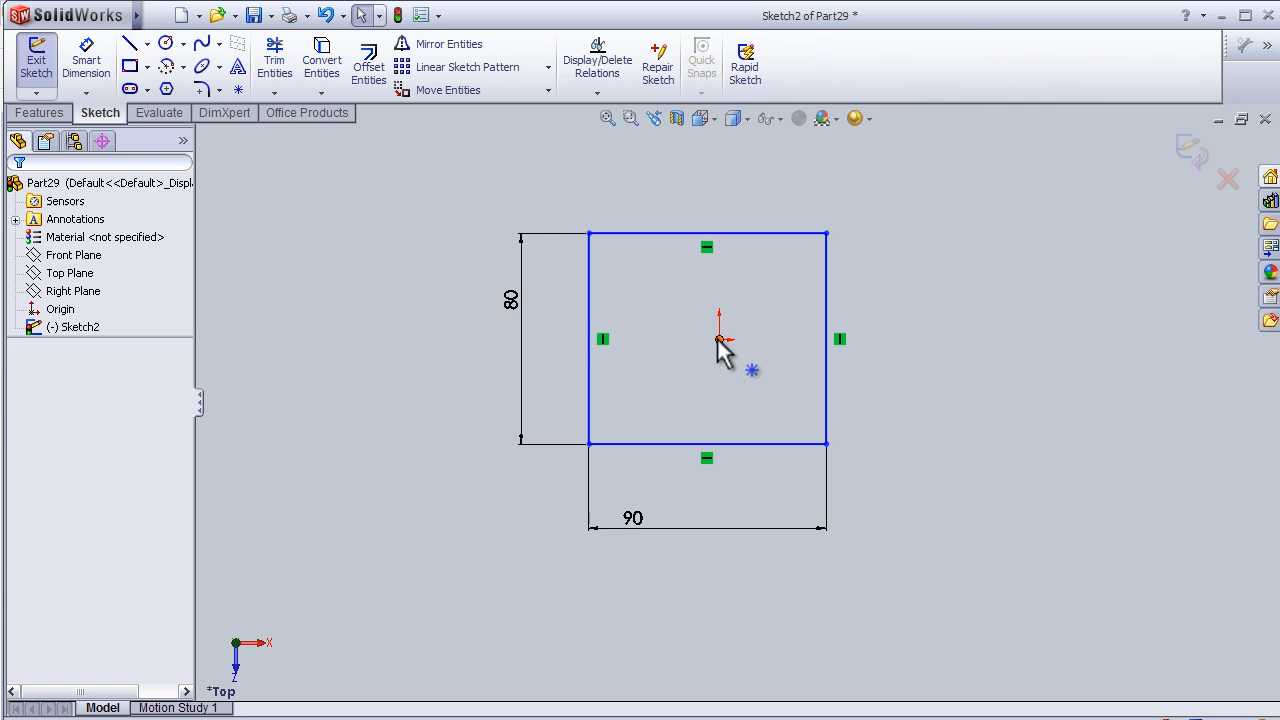 SolidWorks
Sketch2 of Part29 *
?
Exit Sketch
Smart Dimension
Trim Entities
Convert Entities
Offset Entities
Mirror Entities
Linear Sketch Pattern
Move Entities
Display/Delete Relations
Repair Sketch
Quick Snaps
Rapid Sketch
Features
Sketch
Evaluate
DimXpert
Office Products
Part29 (Default<<Default>_Displ
Sensors
Annotations
Material <not specified>
Front Plane
Top Plane
Right Plane
Origin
(-) Sketch2
80
90
X
Z
*Top
Model
Motion Study 1